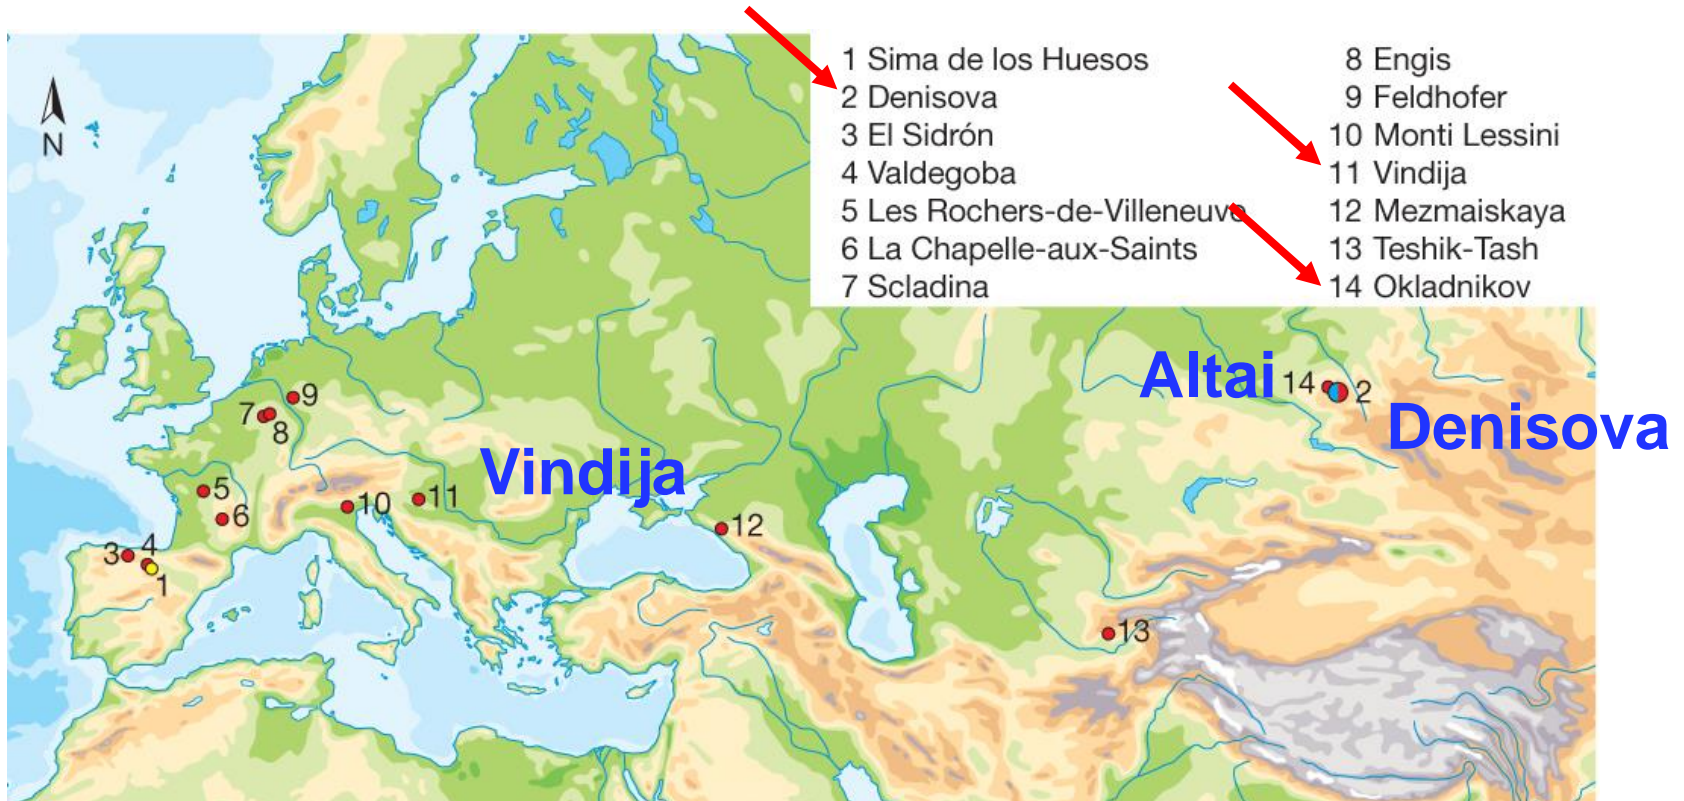 1 Sima de los Huesos
2 Denisova
3 El Sidrón
4 Valdegoba
5 Les Rochers-de-Villeneuve
6 La Chapelle-aux-Saints
7 Scladina
8 Engis
9 Feldhofer
10 Monti Lessini
11 Vindija
12 Mezmaiskaya
13 Teshik-Tash
14 Okladnikov
N
Altai
14
2
Denisova
9
7
8
Vindija
5
6
10
11
12
3
4
1
13